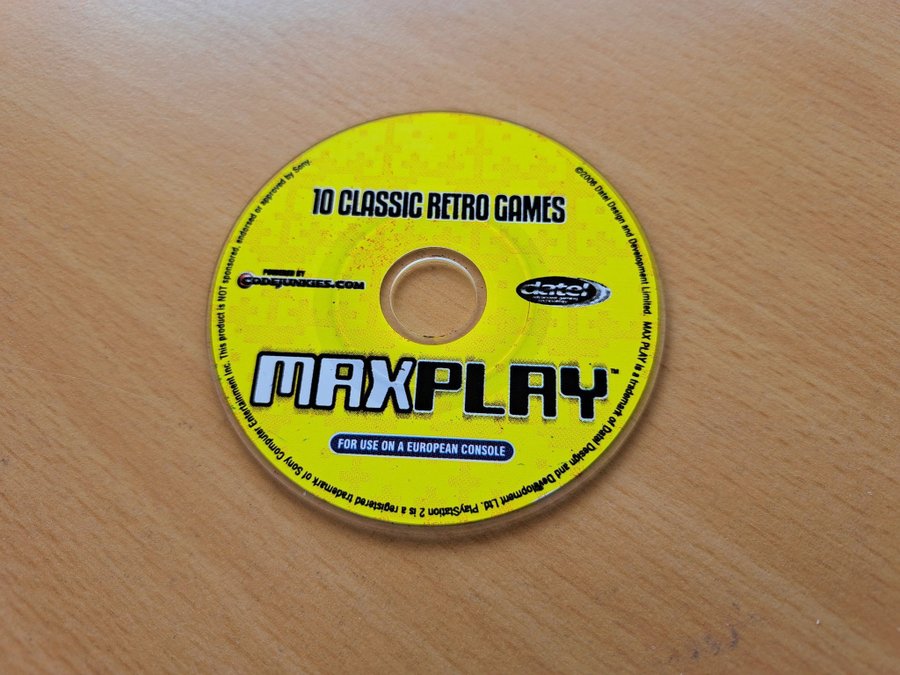 10 CLASSIC RETRO GAMES
POWERED BY
CODEJUNKIES.COM
datel
MAXPLAY™
FOR USE ON A EUROPEAN CONSOLE
©2006 Datel Design and Development Limited. MAX PLAY is a trademark of Datel Design and Development Ltd. PlayStation 2 is a registered trademark of Sony Computer Entertainment Inc. This product is NOT sponsored, endorsed or approved by Sony.